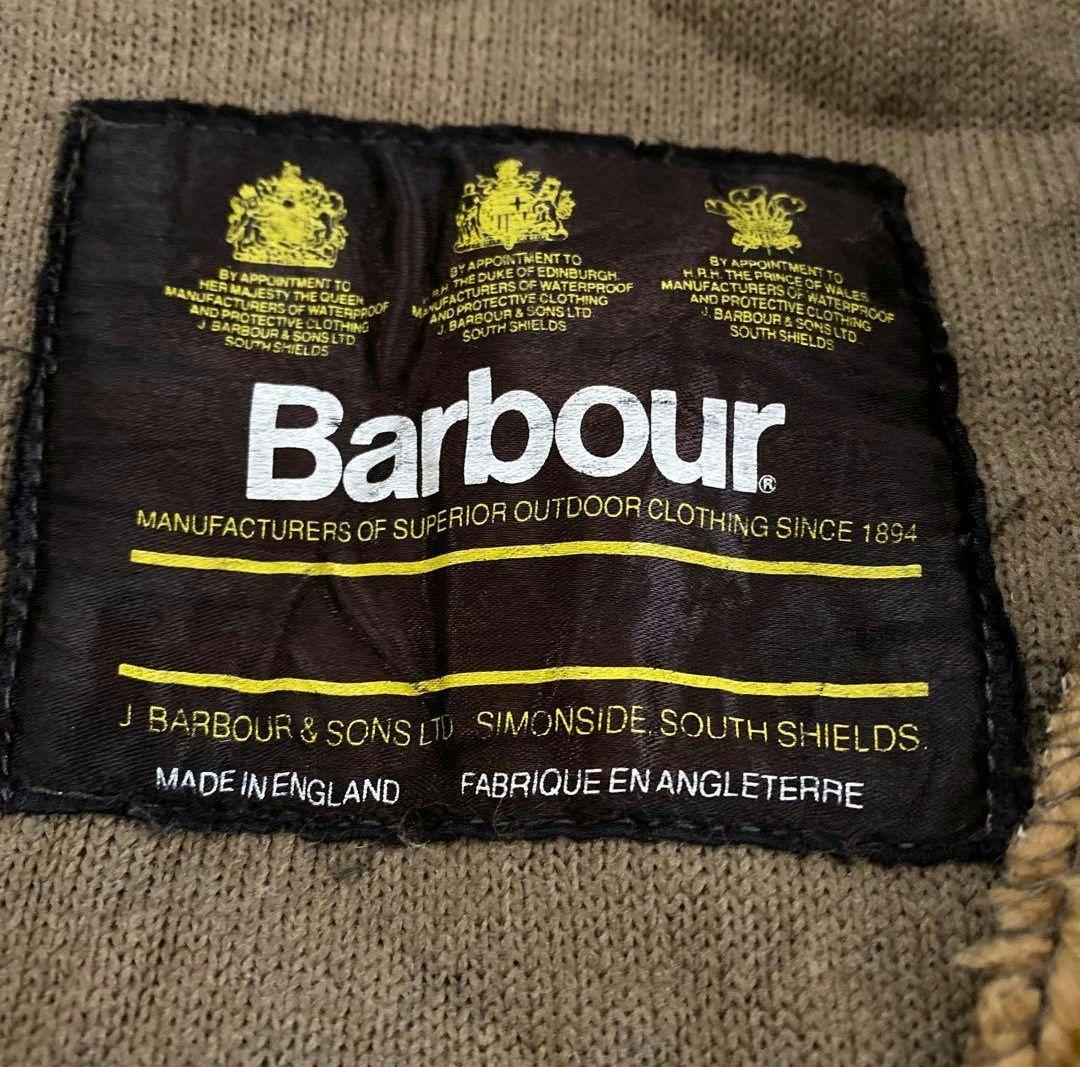 BY APPOINTMENT TO
HER MAJESTY THE QUEEN
MANUFACTURERS OF WATERPROOF
AND PROTECTIVE CLOTHING
J. BARBOUR & SONS LTD
SOUTH SHIELDS
BY APPOINTMENT TO
H.R.H. THE DUKE OF EDINBURGH.
MANUFACTURERS OF WATERPROOF
AND PROTECTIVE CLOTHING
J. BARBOUR & SONS LTD
SOUTH SHIELDS
BY APPOINTMENT TO
H.R.H. THE PRINCE OF WALES
MANUFACTURERS OF WATERPROOF
AND PROTECTIVE CLOTHING
J. BARBOUR & SONS LTD
SOUTH SHIELDS
Barbour®
MANUFACTURERS OF SUPERIOR OUTDOOR CLOTHING SINCE 1894
J BARBOUR & SONS LTD SIMONSIDE, SOUTH SHIELDS.
MADE IN ENGLAND FABRIQUE EN ANGLETERRE